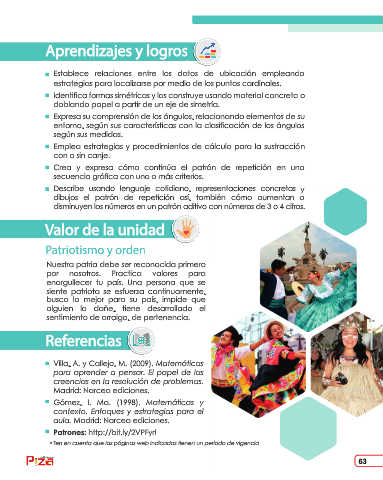 Aprendizajes y logros
Establece relaciones entre los datos de ubicación empleando
estrategias para localizarse por medio de los puntos cardinales.
Identifica formas simétricas y los construye usando material concreto o
doblando papel a partir de un eje de simetría.
Expresa su comprensión de los ángulos, relacionando elementos de su
entorno, según sus características con la clasificación de los ángulos
según sus medidas.
Emplea estrategias y procedimientos de cálculo para la sustracción
con o sin canje.
Crea y expresa cómo continúa el patrón de repetición en una
secuencia gráfica con uno o más criterios.
Describe usando lenguaje cotidiano, representaciones concretas y
dibujos el patrón de repetición así, también cómo aumentan o
disminuyen los números en un patrón aditivo con números de 3 o 4 cifras.
Valor de la unidad
Patriotismo y orden
Nuestra patria debe ser reconocida primero
por nosotros. Practica valores para
enorgullecer tu país. Una persona que se
siente patriota se esfuerza continuamente,
busca lo mejor para su país, impide que
alguien lo dañe, tiene desarrollado el
sentimiento de arraigo, de pertenencia.
Referencias
Villa, A. y Callejo, M. (2009). Matemáticas
para aprender a pensar. El papel de las
creencias en la resolución de problemas.
Madrid: Narcea ediciones.
Gómez, I. Ma. (1998). Matemáticas y
contexto. Enfoques y estrategias para el
aula. Madrid: Narcea ediciones.
Patrones: http://bit.ly/2VPFyrl
*Ten en cuenta que las páginas web indicadas tienen un periodo de vigencia
63